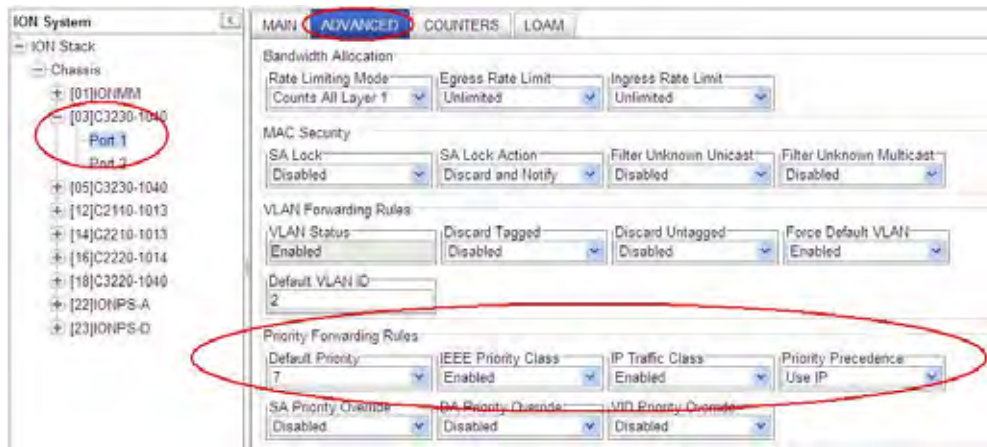 ION System
ION Stack
Chassis
[01]IONMM
[03]C3230-1040
Port 1
Port 2
[05]C3230-1040
[12]C2110-1013
[14]C2210-1013
[16]C2220-1014
[18]C3220-1040
[22]IONPS-A
[23]IONPS-D
MAIN ADVANCED COUNTERS LOAM
Bandwidth Allocation
Rate Limiting Mode Egress Rate Limit Ingress Rate Limit
Counts All Layer 1 Unlimited Unlimited
MAC Security
SA Lock SA Lock Action Filter Unknown Unicast Filter Unknown Multicast
Disabled Discard and Notify Disabled Disabled
VLAN Forwarding Rules
VLAN Status Discard Tagged Discard Untagged Force Default VLAN
Enabled Disabled Disabled Enabled
Default VLAN ID
2
Priority Forwarding Rules
Default Priority IEEE Priority Class IP Traffic Class Priority Precedence
7 Enabled Enabled Use IP
SA Priority Override DA Priority Override VID Priority Override
Disabled Disabled Disabled